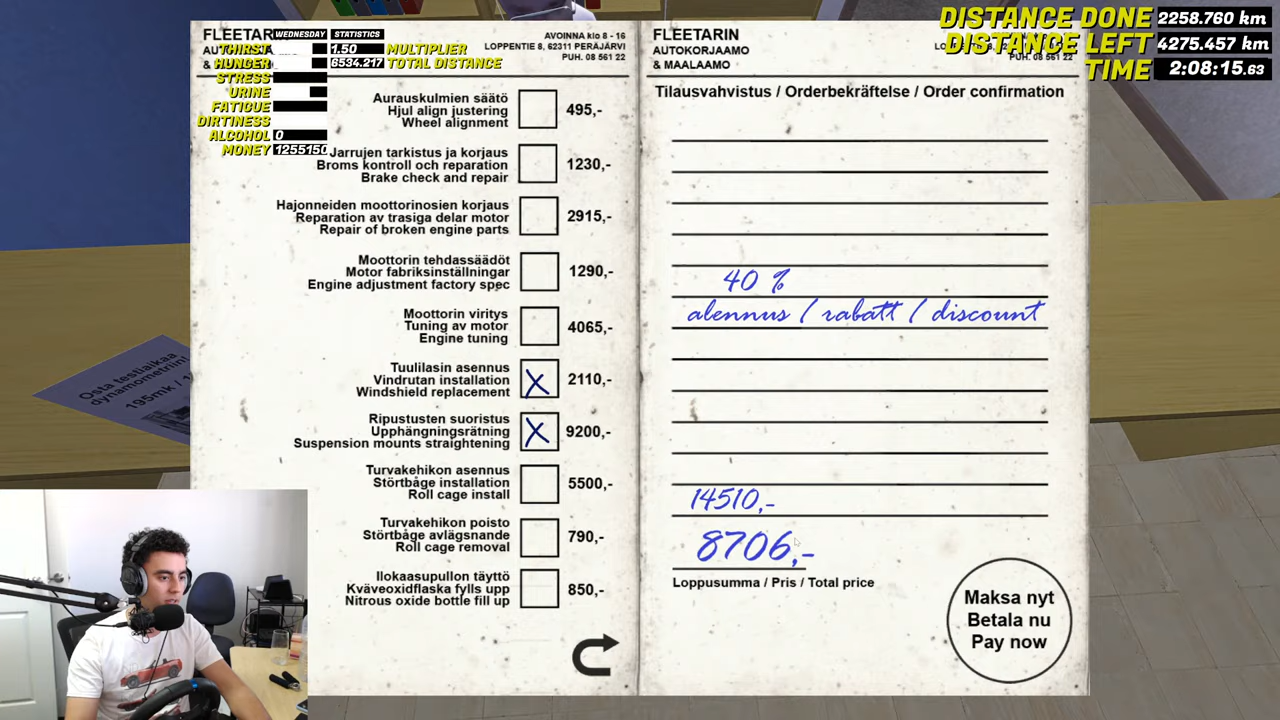 FLEETARIN
AUTOKORJAAMO
& MAALAAMO
AVOINNA klo 8 - 16
LOPPENTIE 8, 62311 PERÄJÄRVI
PUH. 08 561 22
WEDNESDAY
STATISTICS
THIRST
1.50 MULTIPLIER
HUNGER
6534.217 TOTAL DISTANCE
STRESS
URINE
FATIGUE
DIRTINESS
ALCOHOL 0
MONEY 1255150
Aurauskulmien säätö
Hjul align justering
Wheel alignment
495,-
Jarrujen tarkistus ja korjaus
Broms kontroll och reparation
Brake check and repair
1230,-
Hajonneiden moottorinosien korjaus
Reparation av trasiga delar motor
Repair of broken engine parts
2915,-
Moottorin tehdassäädöt
Motor fabriksinställningar
Engine adjustment factory spec
1290,-
Moottorin viritys
Tuning av motor
Engine tuning
4065,-
Tuulilasin asennus
Vindrutan installation
Windshield replacement
X
2110,-
Ripustusten suoristus
Upphängningsrätning
Suspension mounts straightening
X
9200,-
Turvakehikon asennus
Störtbåge installation
Roll cage install
5500,-
Turvakehikon poisto
Störtbåge avlägsnande
Roll cage removal
790,-
Ilokaasupullon täyttö
Kväveoxidflaska fylls upp
Nitrous oxide bottle fill up
850,-
FLEETARIN
AUTOKORJAAMO
& MAALAAMO
Tilausvahvistus / Orderbekräftelse / Order confirmation
40 %
alennus / rabatt / discount
14510,-
8706,-
Loppusumma / Pris / Total price
Maksa nyt
Betala nu
Pay now
DISTANCE DONE 2258.760 km
DISTANCE LEFT 4275.457 km
TIME 2:08:15.63
Osta testiaikaa
dynamometriin!
195mk /